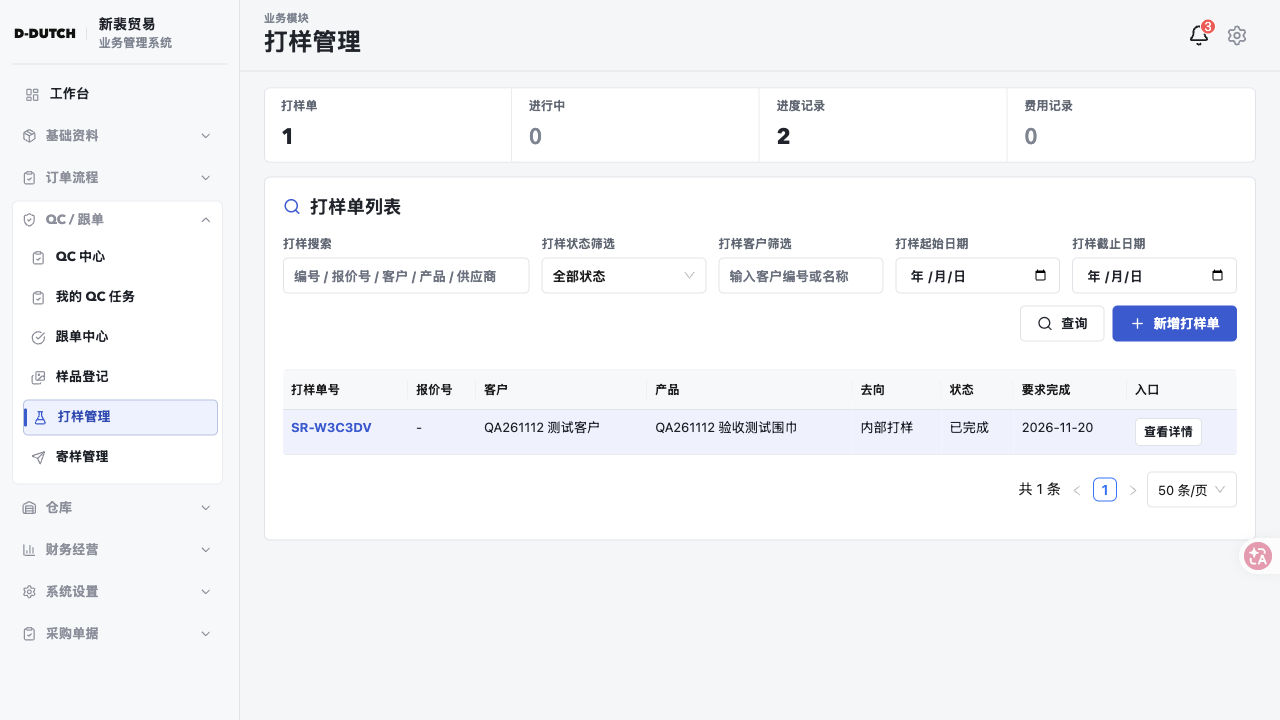 D-DUTCH
新裴贸易
业务管理系统
工作台
基础资料
订单流程
QC / 跟单
QC 中心
我的 QC 任务
跟单中心
样品登记
打样管理
寄样管理
仓库
财务经营
系统设置
采购单据
业务模块
打样管理
3
打样单
1
进行中
0
进度记录
2
费用记录
0
打样单列表
打样搜索
编号 / 报价号 / 客户 / 产品 / 供应商
打样状态筛选
全部状态
打样客户筛选
输入客户编号或名称
打样起始日期
年 /月/日
打样截止日期
年 /月/日
查询
新增打样单
打样单号 报价号 客户 产品 去向 状态 要求完成 入口
SR-W3C3DV - QA261112 测试客户 QA261112 验收测试围巾 内部打样 已完成 2026-11-20 查看详情
共 1 条 1 50 条/页